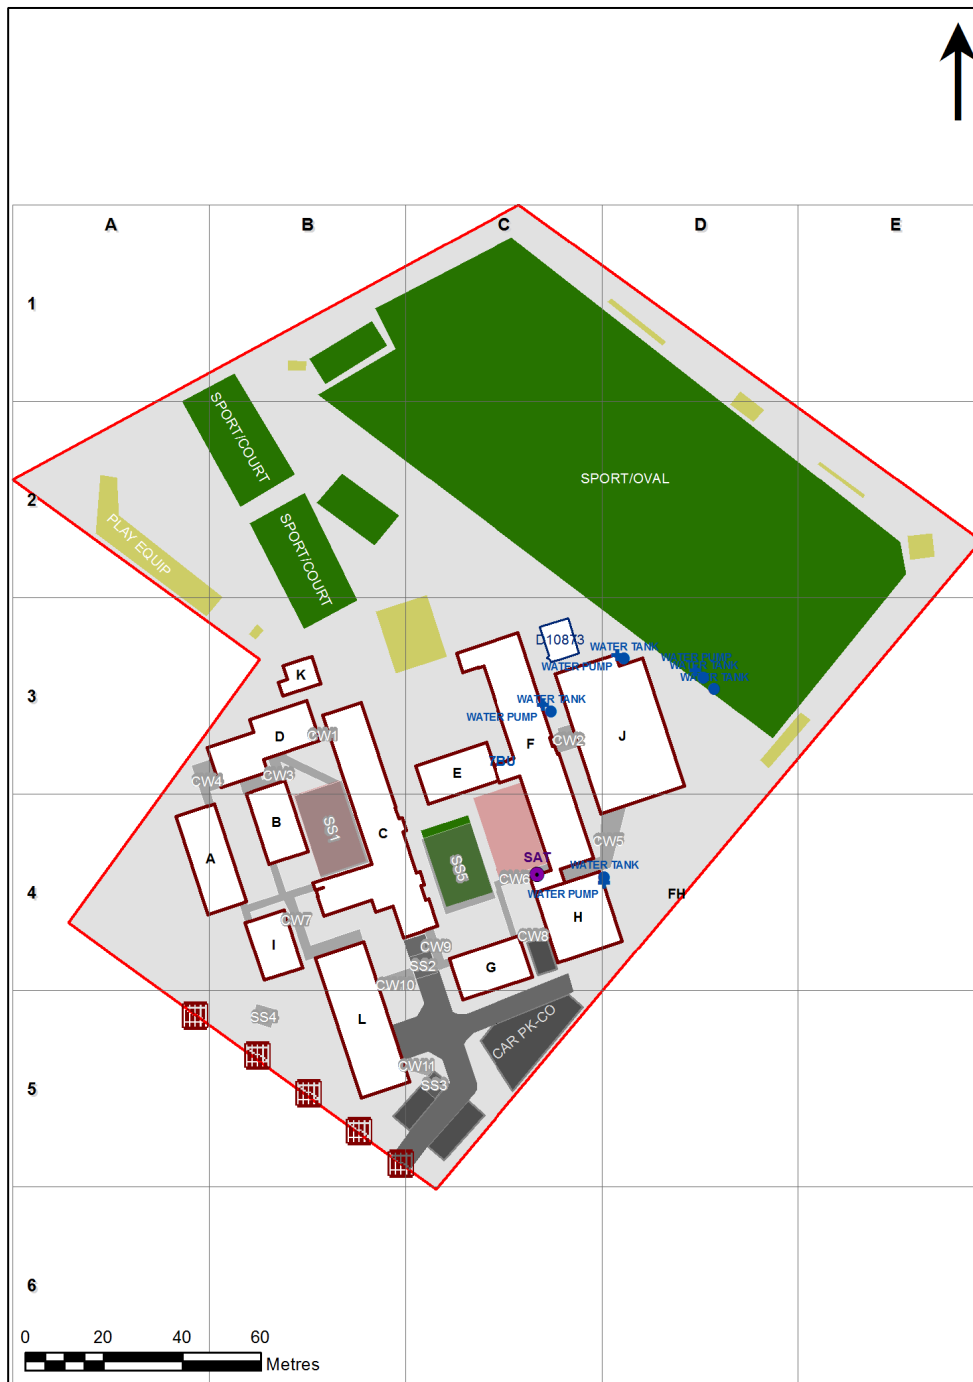 A B C D E
1
SPORT/COURT
SPORT/OVAL
2
SPORT/COURT
PLAY EQUIP
D10873
WATER TANK
WATER PUMP
WATER PUMP
WATER TANK
WATER TANK
K
3
WATER TANK
WATER PUMP
D
CW1
F
J
CW2
ZBU
E
CW3
CW4
B
SS1
C
CW5
A
SAT
WATER TANK
SS5
CW6
4
WATER PUMP
FH
CW7
H
I
CW9
CW8
SS2
G
CW10
SS4
L
CAR PK-CO
CW11
SS3
5
6
0 20 40 60
Metres